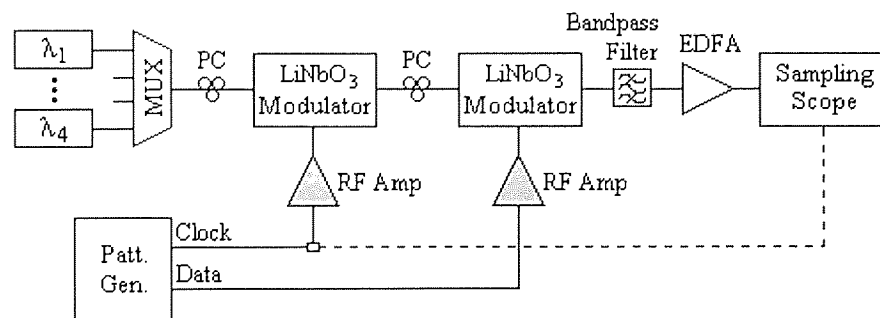 λ1
λ4
MUX
PC
LiNbO3
Modulator
PC
LiNbO3
Modulator
Bandpass
Filter
EDFA
Sampling
Scope
RF Amp
RF Amp
Patt.
Gen.
Clock
Data